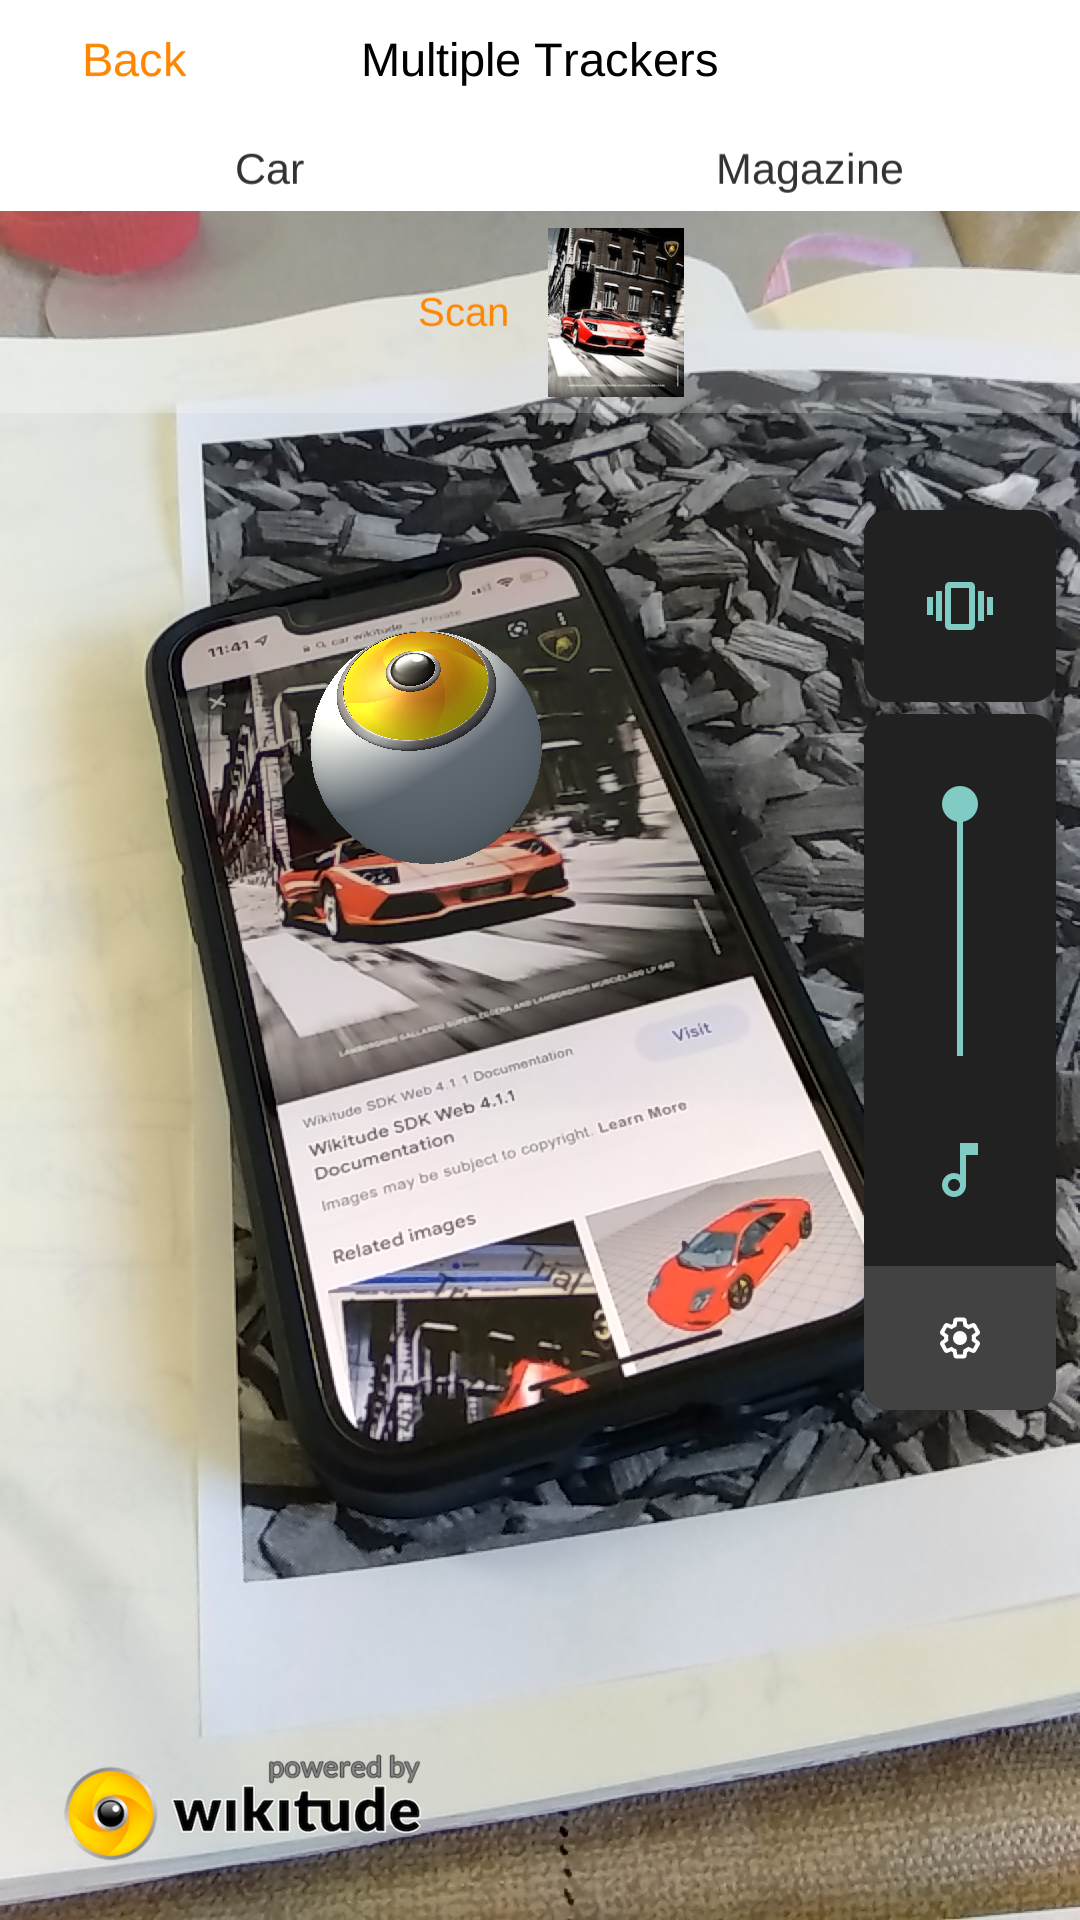 Back
Multiple Trackers
Car
Magazine
Scan
11:41
car wikitude — Private
LAMBORGHINI GALLARDO SUPERLEGGERA AND LAMBORGHINI MURCIÉLAGO LP 640
Visit
Wikitude SDK Web 4.1.1 Documentation
Wikitude SDK Web 4.1.1
Documentation
Images may be subject to copyright. Learn More
Related images
Trial
powered by
wikitude